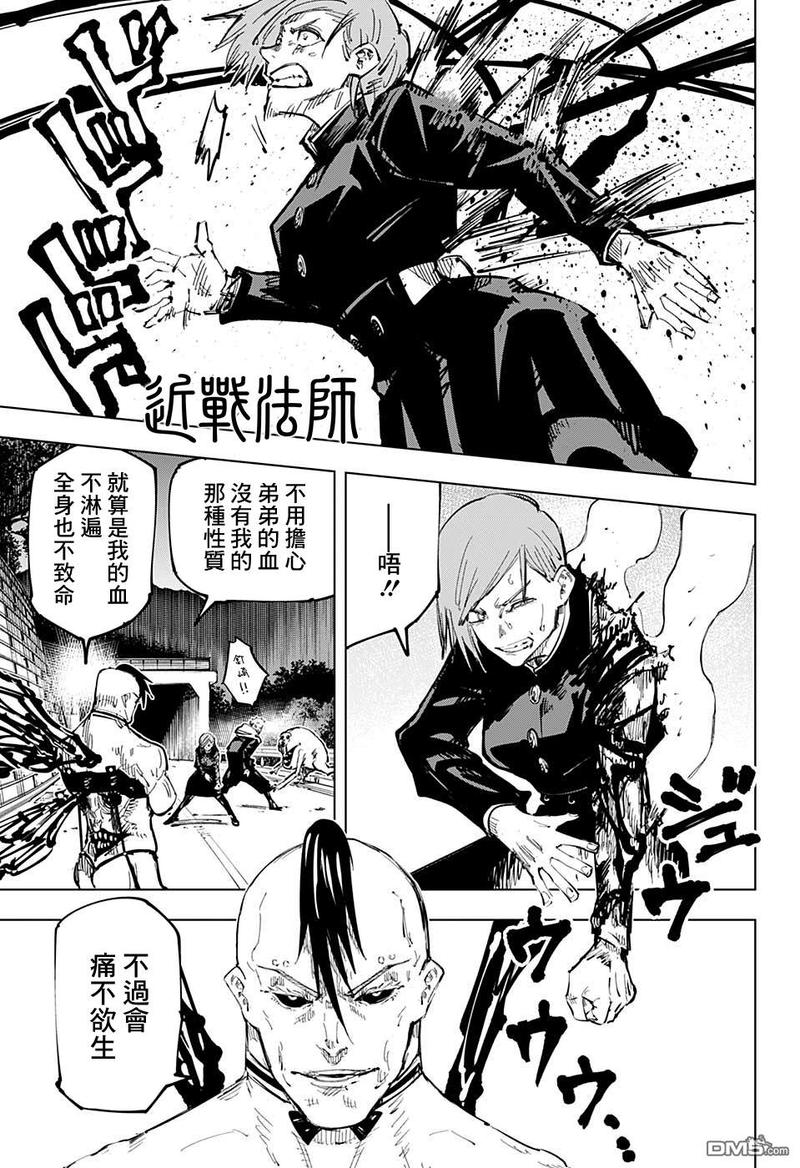 近戰法師
——唔!!
不用擔心
弟弟的血
沒有我的
那種性質
就算是我的血
不淋遍
全身也不致命
釘崎!!
ジュウウウウ
不過會
痛不欲生
DM5